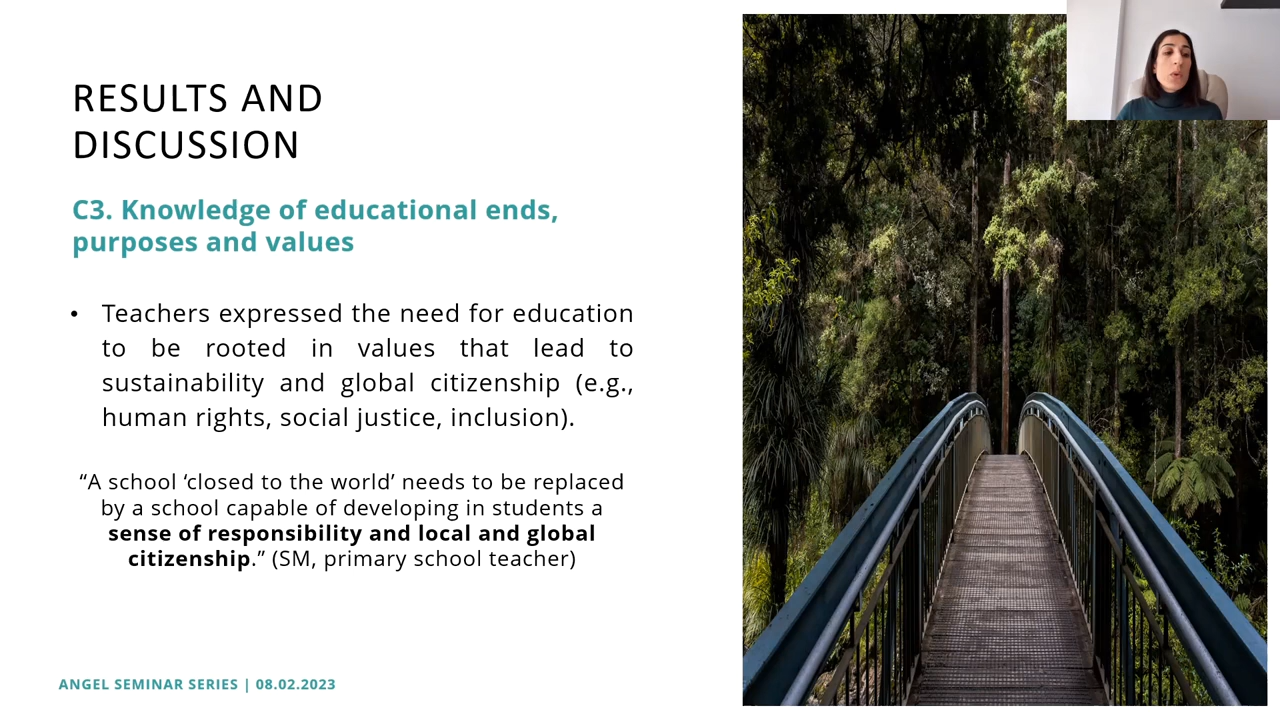 RESULTS AND
DISCUSSION
C3. Knowledge of educational ends,
purposes and values
• Teachers expressed the need for education
to be rooted in values that lead to
sustainability and global citizenship (e.g.,
human rights, social justice, inclusion).
“A school ‘closed to the world’ needs to be replaced
by a school capable of developing in students a
sense of responsibility and local and global
citizenship.” (SM, primary school teacher)
ANGEL SEMINAR SERIES | 08.02.2023